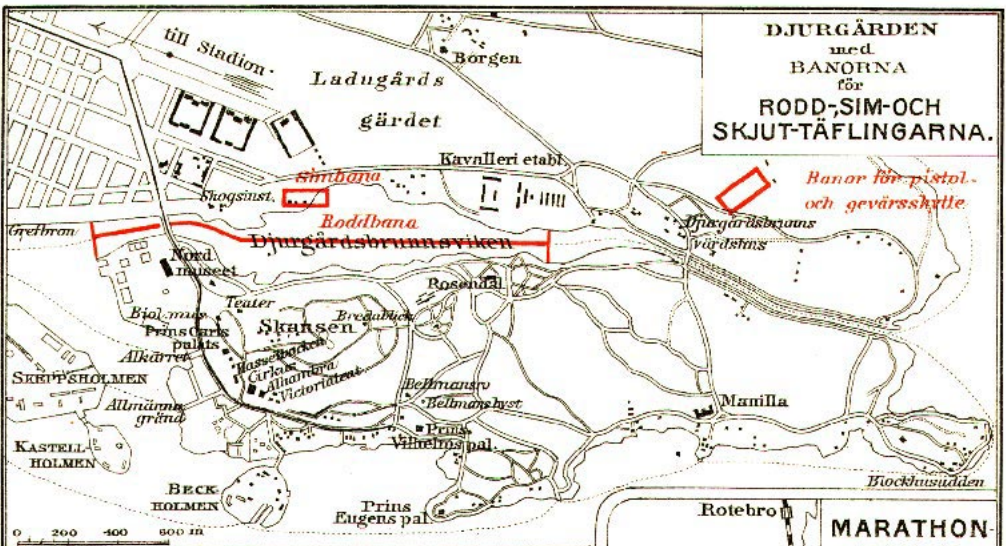 DJURGÅRDEN
med
BANORNA
för
RODD-, SIM- OCH
SKJUT-TÄFLINGARNA.
till Stadion
Borgen
Ladugårds
gärdet
Kavalleri etabl.
Simbana
Skogsinst.
Banor för pistol-
och gevärsskytte
Roddbana
Djurgårdsbrunns
värdshus
Grefbron
Djurgårdsbrunnsviken
Nord.
museet
Rosendal
Teater
Biol. mus.
Skansen
Bredablick
Prins Carls
palats
Alkärret
Hasselbacken
Cirkus
Alhambra
Victoriateat.
SKEPPSHOLMEN
Bellmansro
Allmänna
gränd
Bellmansbyst
Manilla
Prins
Vilhelms pal.
KASTELL-
HOLMEN
Blockhusudden
BECK-
HOLMEN
Prins
Eugens pal.
Rotebro
MARATHON-
0 200 400 600 m